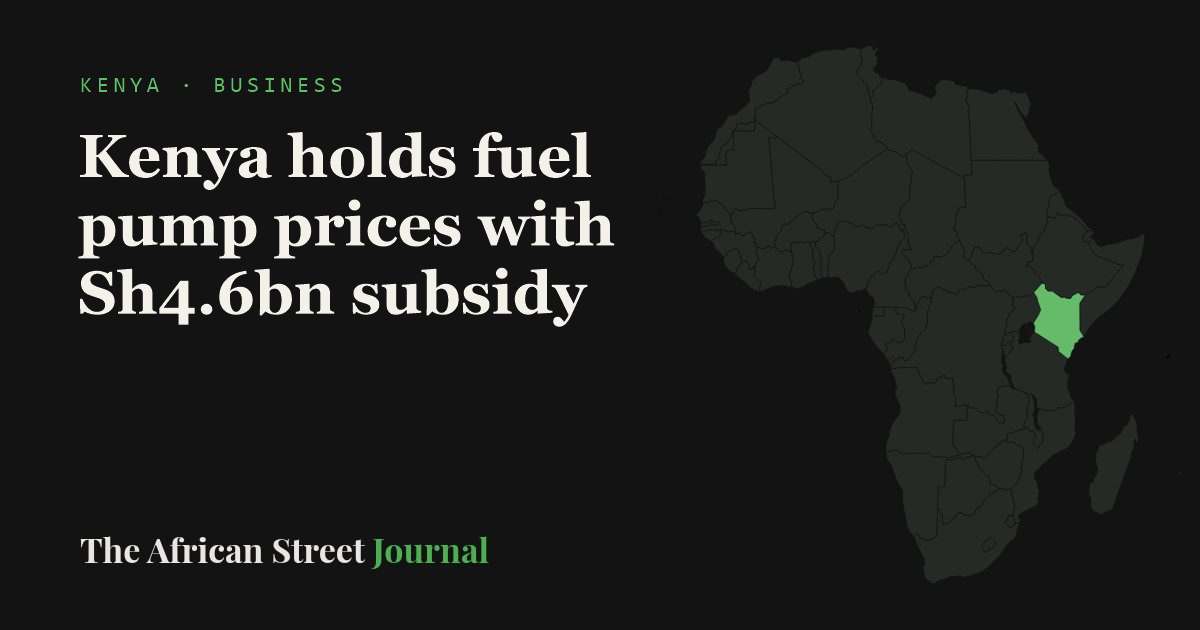 KENYA · BUSINESS
Kenya holds fuel
pump prices with
Sh4.6bn subsidy
The African Street Journal